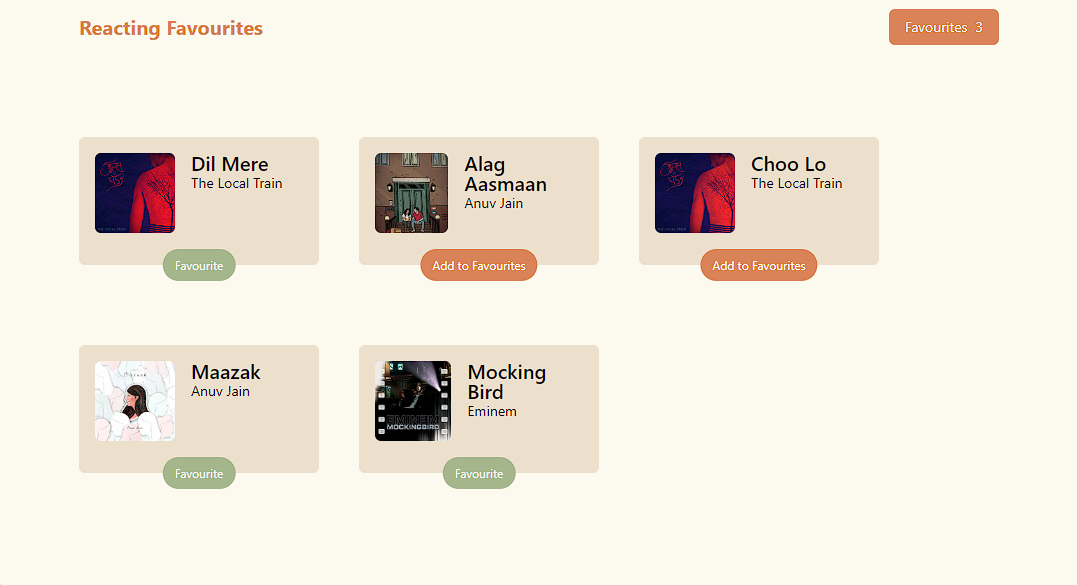 Reacting Favourites
Favourites 3
Dil Mere
The Local Train
Favourite
Alag
Aasmaan
Anuv Jain
Add to Favourites
Choo Lo
The Local Train
Add to Favourites
Maazak
Anuv Jain
Favourite
Mocking
Bird
Eminem
EMINEM
MOCKINGBIRD
Favourite